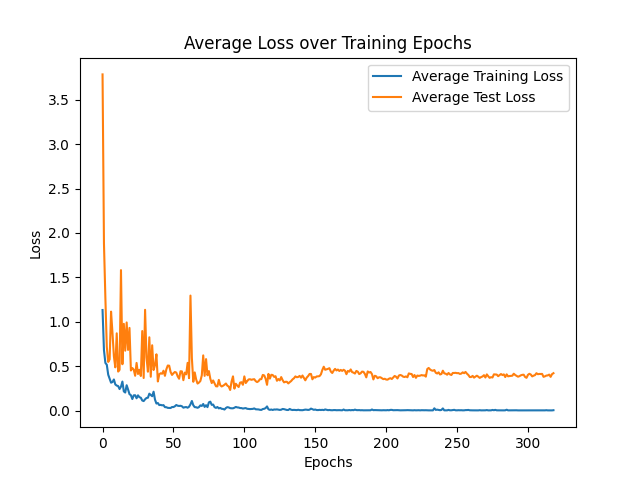 Average Loss over Training Epochs
Average Training Loss
Average Test Loss
3.5
3.0
2.5
2.0
1.5
1.0
0.5
0.0
Loss
0 50 100 150 200 250 300
Epochs